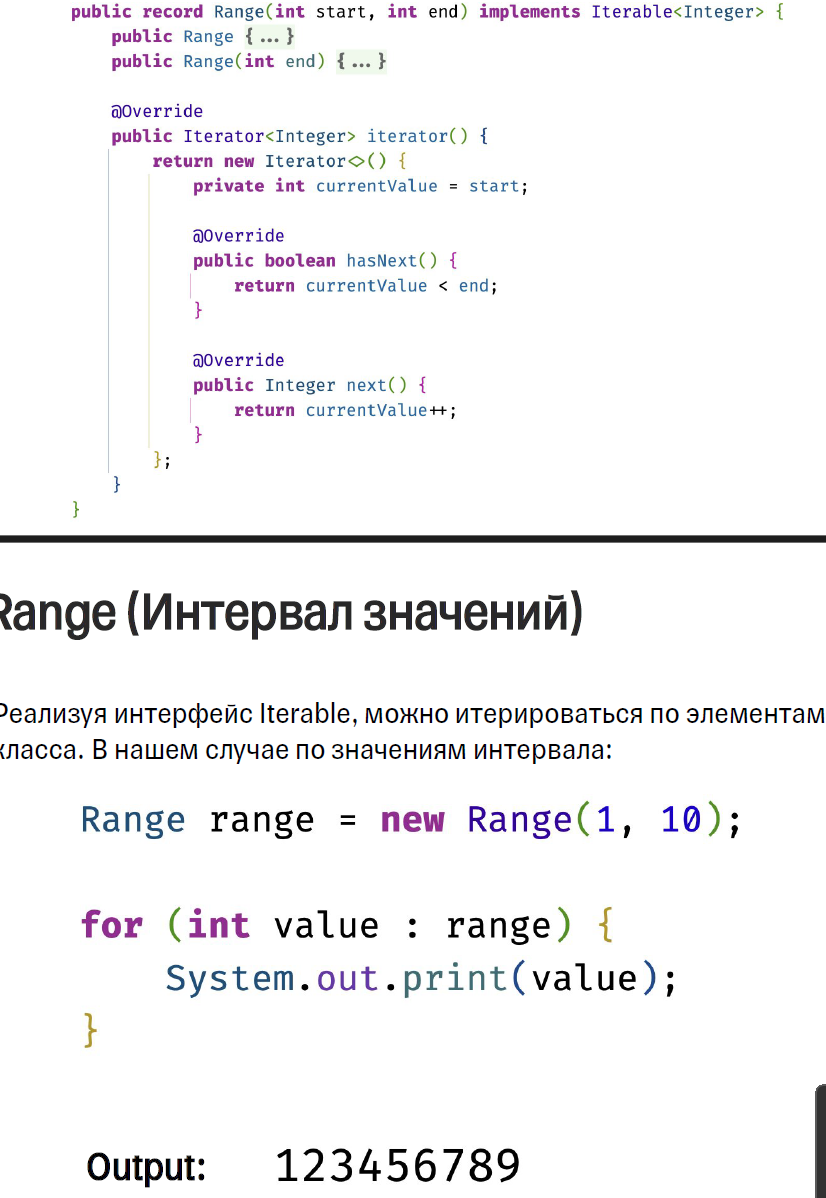 public record Range(int start, int end) implements Iterable<Integer> {
public Range {...}
public Range(int end) {...}
@Override
public Iterator<Integer> iterator() {
return new Iterator<>() {
private int currentValue = start;
@Override
public boolean hasNext() {
return currentValue < end;
}
@Override
public Integer next() {
return currentValue++;
}
};
}
}
Range (Интервал значений)
Реализуя интерфейс Iterable, можно итерироваться по элементам
класса. В нашем случае по значениям интервала:
Range range = new Range(1, 10);
for (int value : range) {
System.out.print(value);
}
Output: 123456789